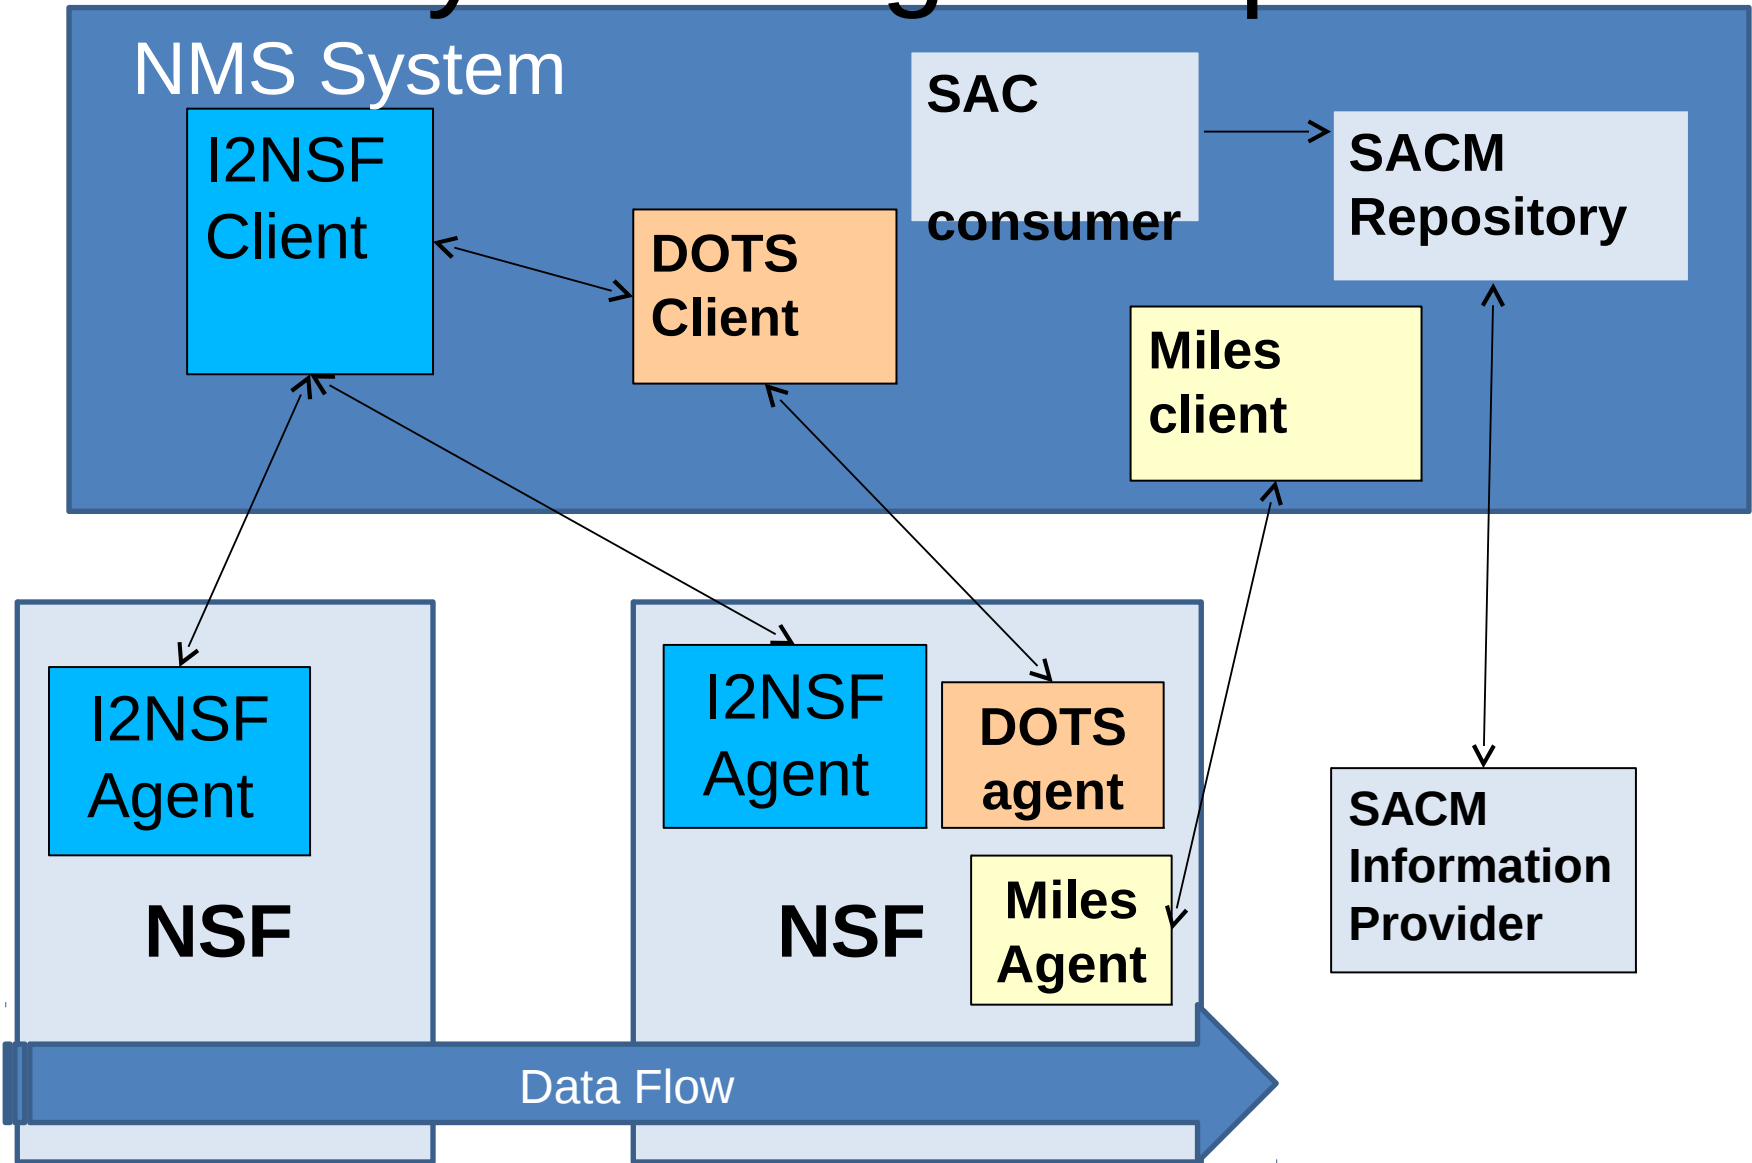 NMS System
I2NSF
Client
DOTS
Client
SAC
consumer
SACM
Repository
Miles
client
I2NSF
Agent
NSF
I2NSF
Agent
DOTS
agent
NSF
Miles
Agent
SACM
Information
Provider
Data Flow